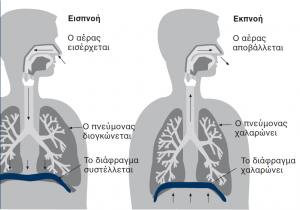 Εισπνοή
Ο αέρας
εισέρχεται
Ο πνεύμονας
διογκώνεται
Το διάφραγμα
συστέλλεται
Εκπνοή
Ο αέρας
αποβάλλεται
Ο πνεύμονας
χαλαρώνει
Το διάφραγμα
χαλαρώνει